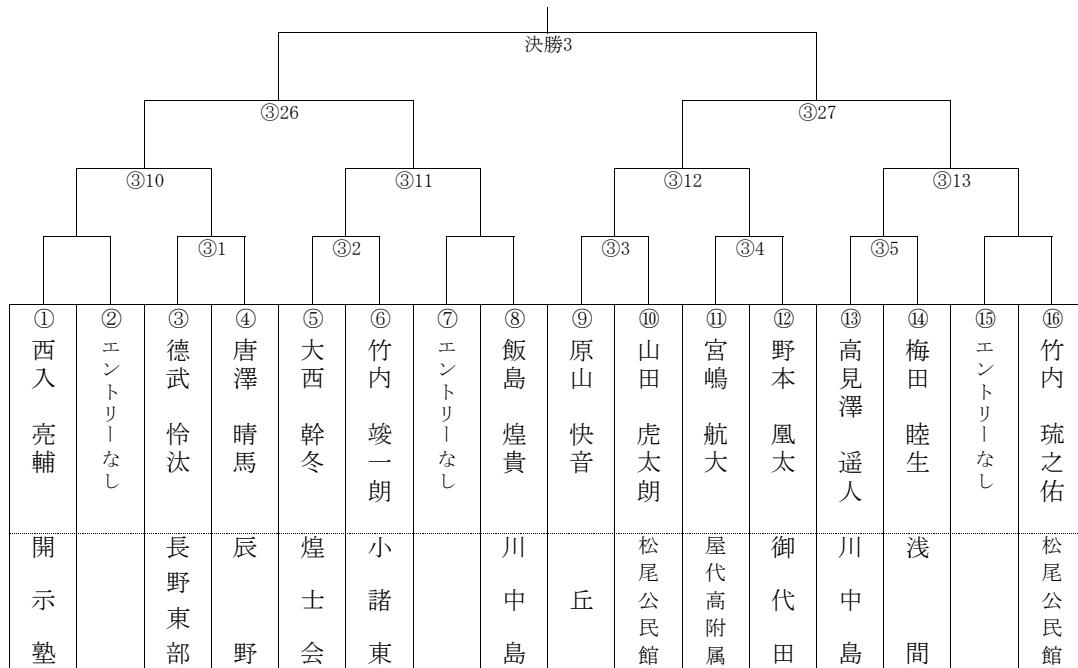 決勝3
③26
③27
③10
③11
③12
③13
③1
③2
③3
③4
③5
① 西入 亮輔 開示塾
② エントリーなし
③ 德武 怜汰 長野東部
④ 唐澤 晴馬 辰野
⑤ 大西 幹冬 煌士会
⑥ 竹内 竣一朗 小諸東
⑦ エントリーなし
⑧ 飯島 煌貴 川中島
⑨ 原山 快音 丘
⑩ 山田 虎太朗 松尾公民館
⑪ 宮嶋 航大 屋代高附属
⑫ 野本 凰太 御代田
⑬ 高見澤 遥人 川中島
⑭ 梅田 睦生 浅間
⑮ エントリーなし
⑯ 竹内 琉之佑 松尾公民館